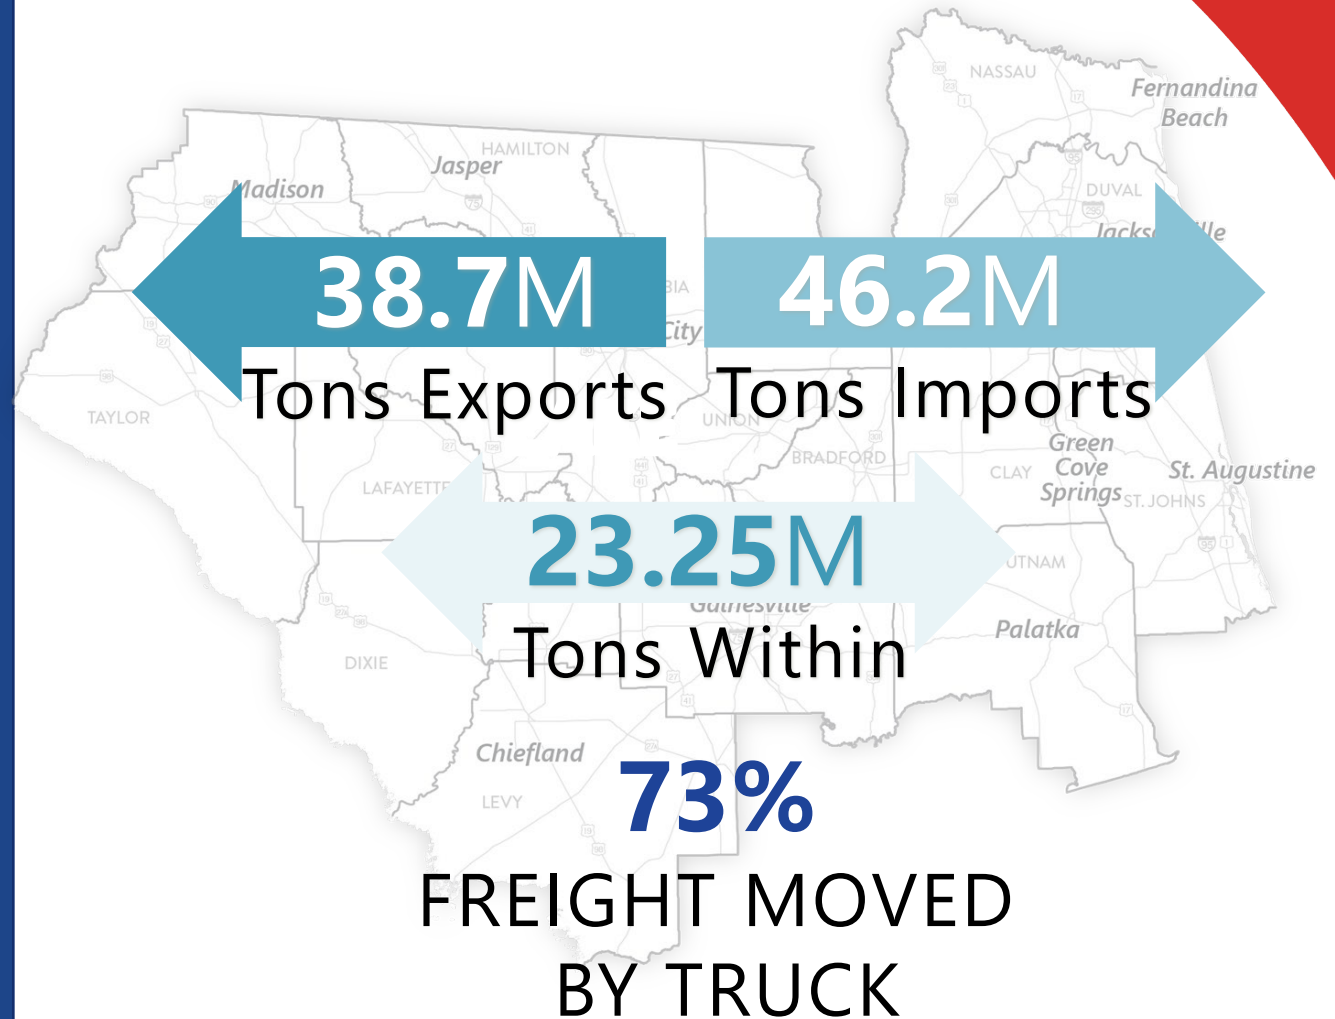 NASSAU
Fernandina
Beach
HAMILTON
Jasper
Madison
DUVAL
38.7M
46.2M
City
Tons Exports
Tons Imports
TAYLOR
UNION
BRADFORD
Green
Cove
Springs
CLAY
St. Augustine
ST. JOHNS
LAFAYETTE
23.25M
Gainesville
Tons Within
Palatka
DIXIE
Chiefland
LEVY
73%
FREIGHT MOVED
BY TRUCK